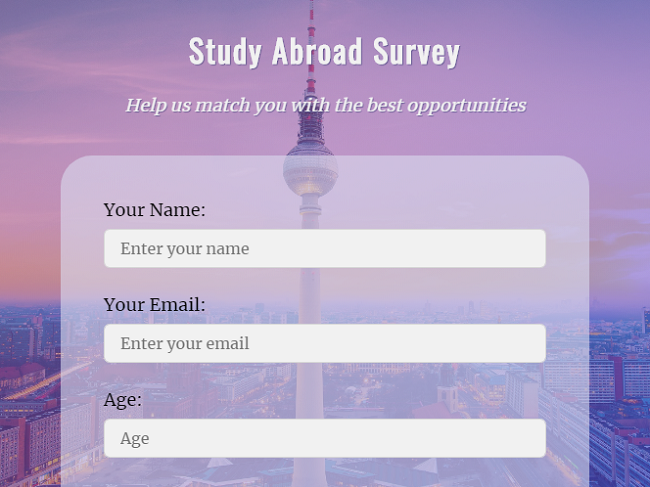 Study Abroad Survey
Help us match you with the best opportunities
Your Name:
Enter your name
Your Email:
Enter your email
Age:
Age